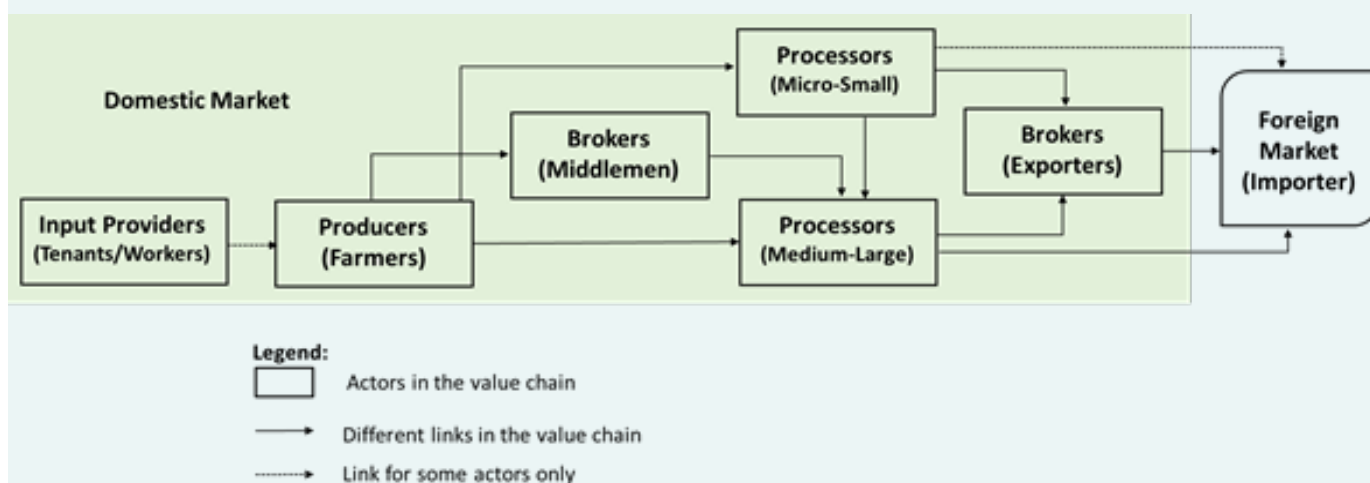 Domestic Market
Input Providers
(Tenants/Workers)
Producers
(Farmers)
Brokers
(Middlemen)
Processors
(Micro-Small)
Processors
(Medium-Large)
Brokers
(Exporters)
Foreign
Market
(Importer)
Legend:
Actors in the value chain
Different links in the value chain
Link for some actors only